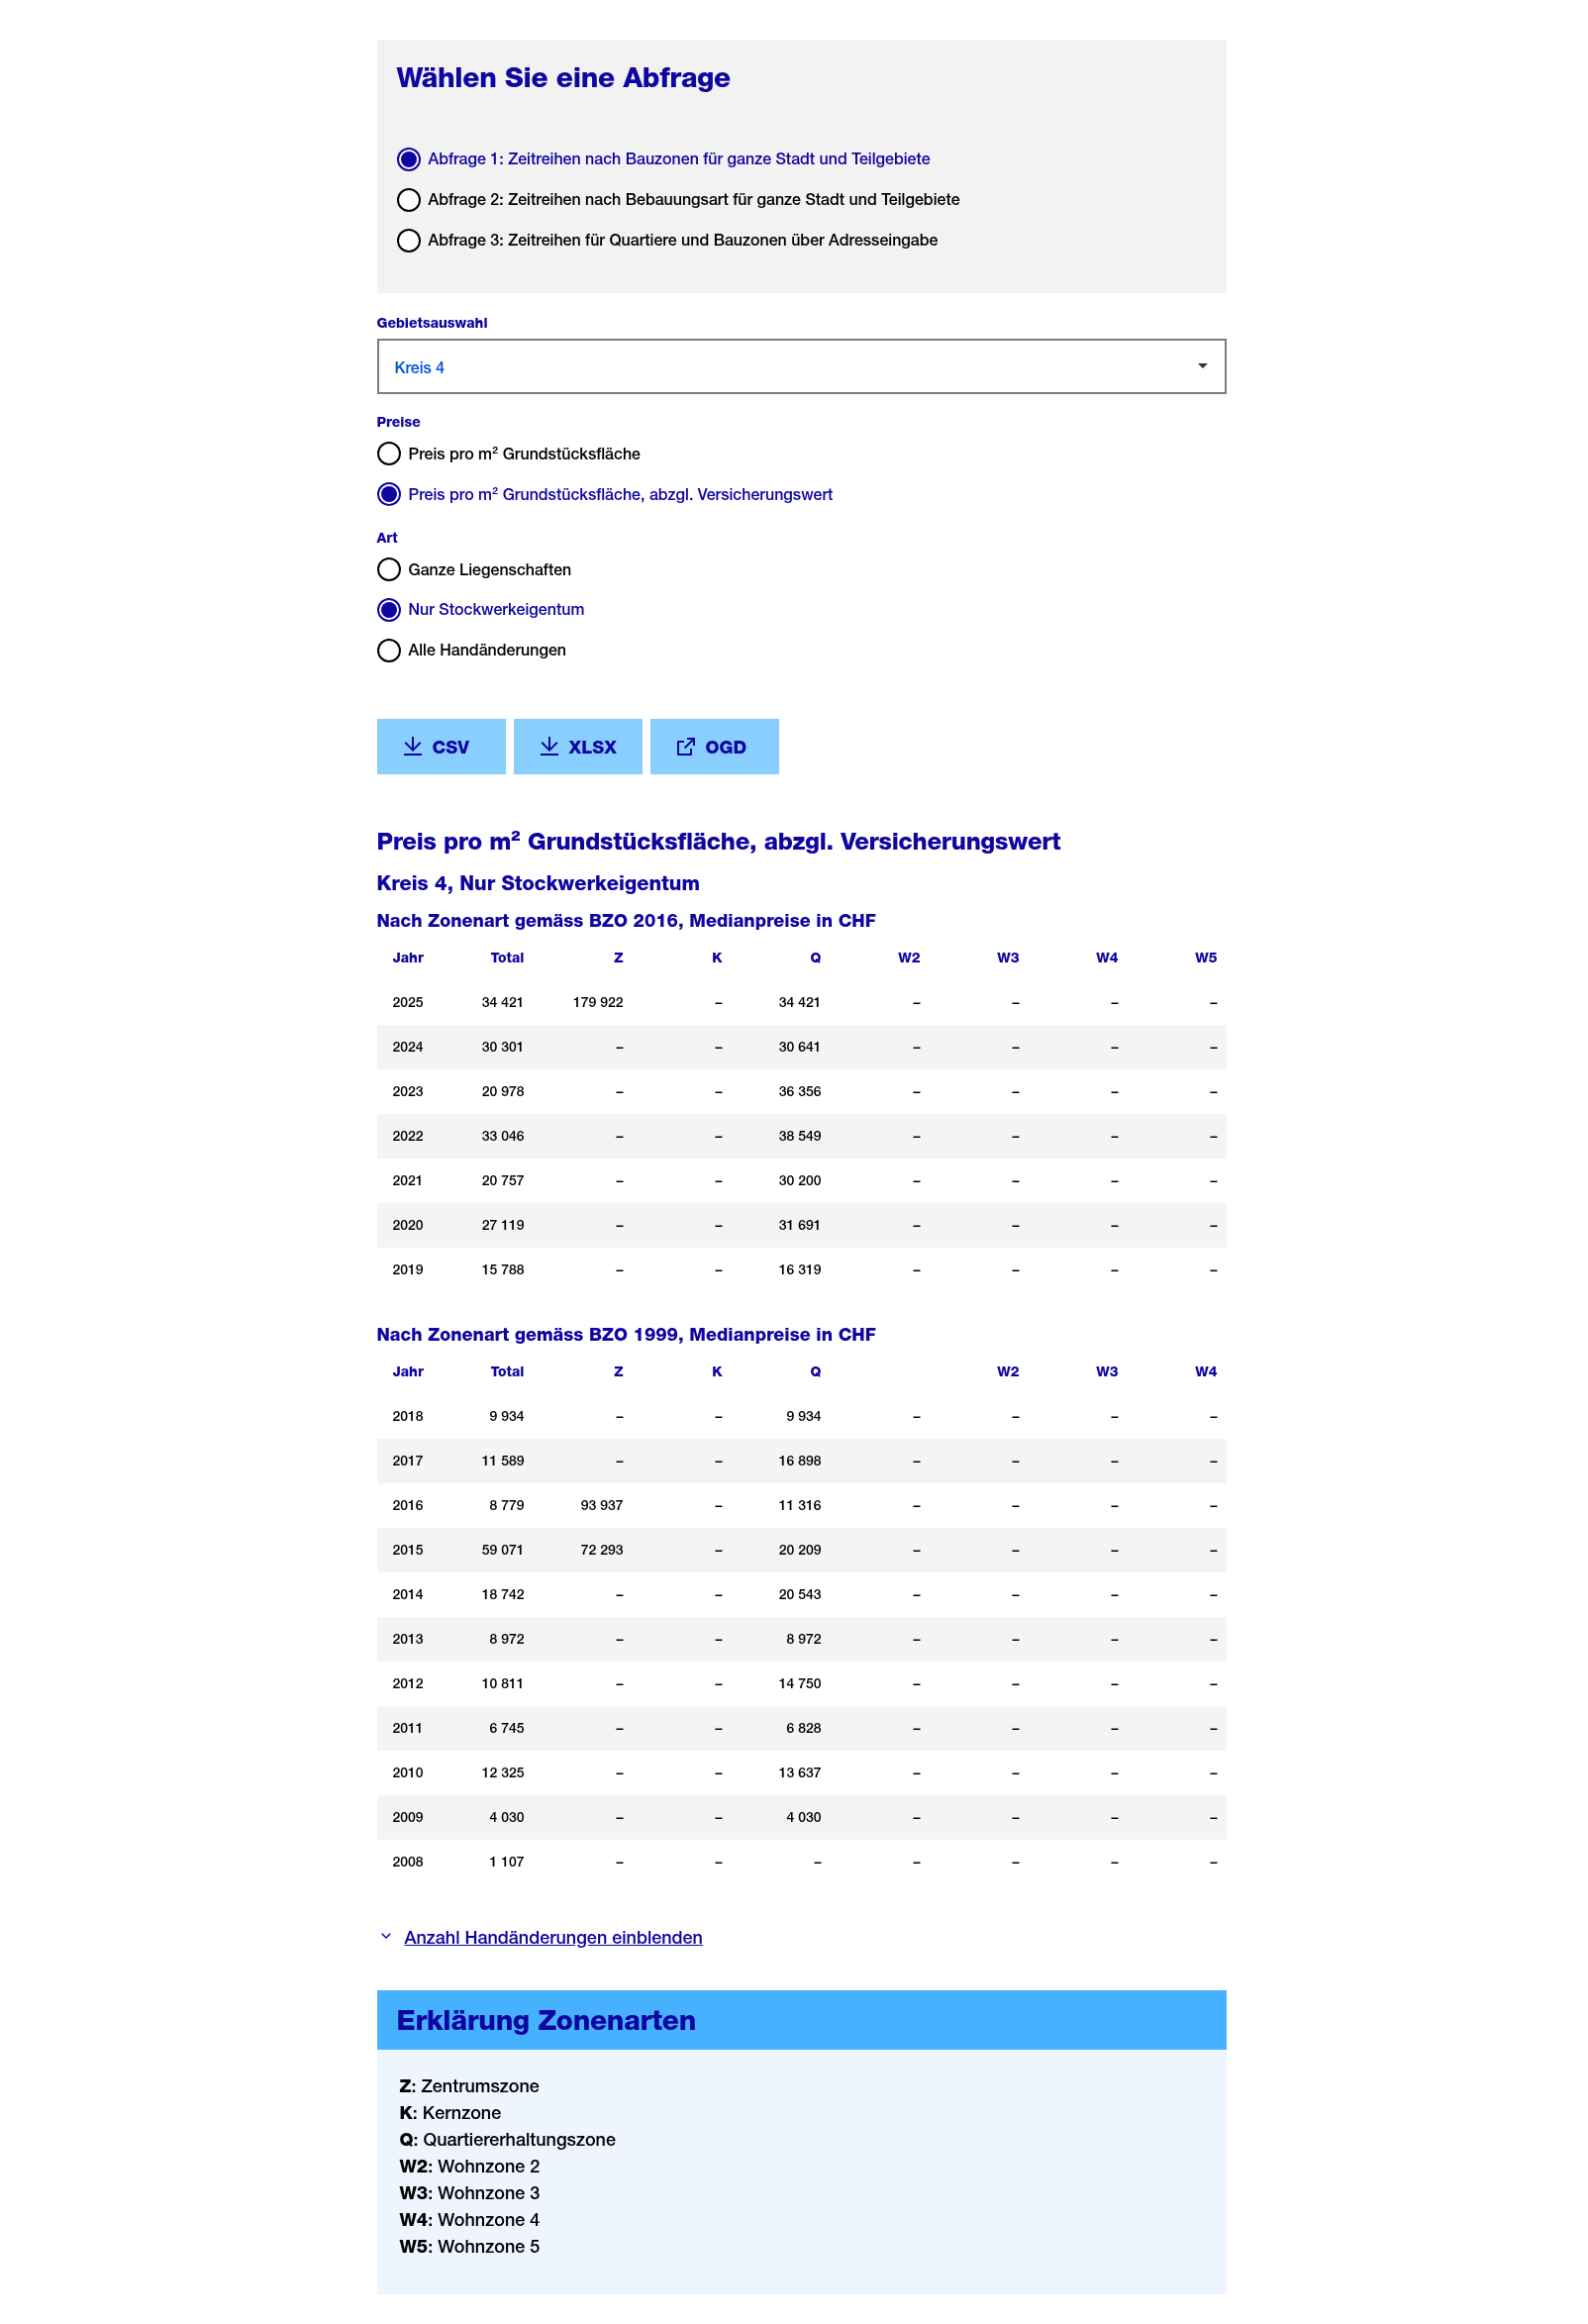 Wählen Sie eine Abfrage
Abfrage 1: Zeitreihen nach Bauzonen für ganze Stadt und Teilgebiete
Abfrage 2: Zeitreihen nach Bebauungsart für ganze Stadt und Teilgebiete
Abfrage 3: Zeitreihen für Quartiere und Bauzonen über Adresseingabe
Gebietsauswahl
Kreis 4
Preise
Preis pro m² Grundstücksfläche
Preis pro m² Grundstücksfläche, abzgl. Versicherungswert
Art
Ganze Liegenschaften
Nur Stockwerkeigentum
Alle Handänderungen
CSV XLSX OGD
Preis pro m² Grundstücksfläche, abzgl. Versicherungswert
Kreis 4, Nur Stockwerkeigentum
Nach Zonenart gemäss BZO 2016, Medianpreise in CHF
Jahr Total Z K Q W2 W3 W4 W5
2025 34 421 179 922 – 34 421 – – – –
2024 30 301 – – 30 641 – – – –
2023 20 978 – – 36 356 – – – –
2022 33 046 – – 38 549 – – – –
2021 20 757 – – 30 200 – – – –
2020 27 119 – – 31 691 – – – –
2019 15 788 – – 16 319 – – – –
Nach Zonenart gemäss BZO 1999, Medianpreise in CHF
Jahr Total Z K Q W2 W3 W4
2018 9 934 – – 9 934 – – – –
2017 11 589 – – 16 898 – – – –
2016 8 779 93 937 – 11 316 – – – –
2015 59 071 72 293 – 20 209 – – – –
2014 18 742 – – 20 543 – – – –
2013 8 972 – – 8 972 – – – –
2012 10 811 – – 14 750 – – – –
2011 6 745 – – 6 828 – – – –
2010 12 325 – – 13 637 – – – –
2009 4 030 – – 4 030 – – – –
2008 1 107 – – – – – – –
Anzahl Handänderungen einblenden
Erklärung Zonenarten
Z: Zentrumszone
K: Kernzone
Q: Quartiererhaltungszone
W2: Wohnzone 2
W3: Wohnzone 3
W4: Wohnzone 4
W5: Wohnzone 5